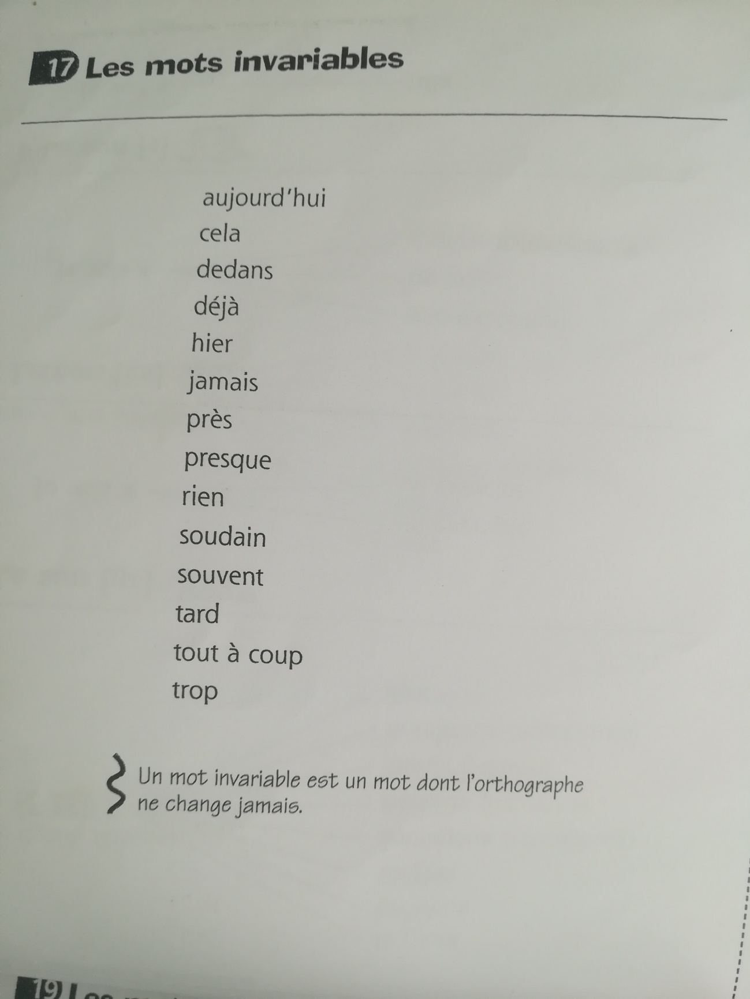 17 Les mots invariables
aujourd'hui
cela
dedans
déjà
hier
jamais
près
presque
rien
soudain
souvent
tard
tout à coup
trop
Un mot invariable est un mot dont l'orthographe
ne change jamais.
19 Les